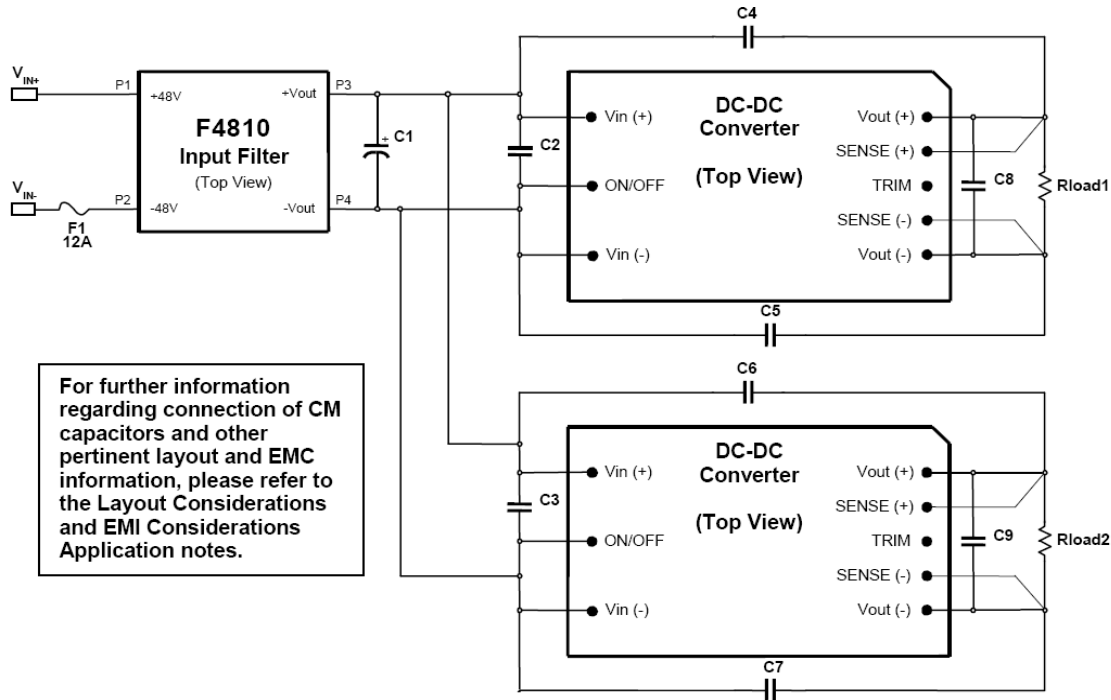 C4
V IN+
P1
+48V
+Vout
P3
F4810
Input Filter
(Top View)
+
C1
C2
V IN-
P2
-48V
-Vout
P4
F1
12A
DC-DC
Converter
(Top View)
Vin (+)
ON/OFF
Vin (-)
Vout (+)
SENSE (+)
TRIM
SENSE (-)
Vout (-)
C8
Rload1
C5
For further information
regarding connection of CM
capacitors and other
pertinent layout and EMC
information, please refer to
the Layout Considerations
and EMI Considerations
Application notes.
C6
C3
DC-DC
Converter
(Top View)
Vin (+)
ON/OFF
Vin (-)
Vout (+)
SENSE (+)
TRIM
SENSE (-)
Vout (-)
C9
Rload2
C7